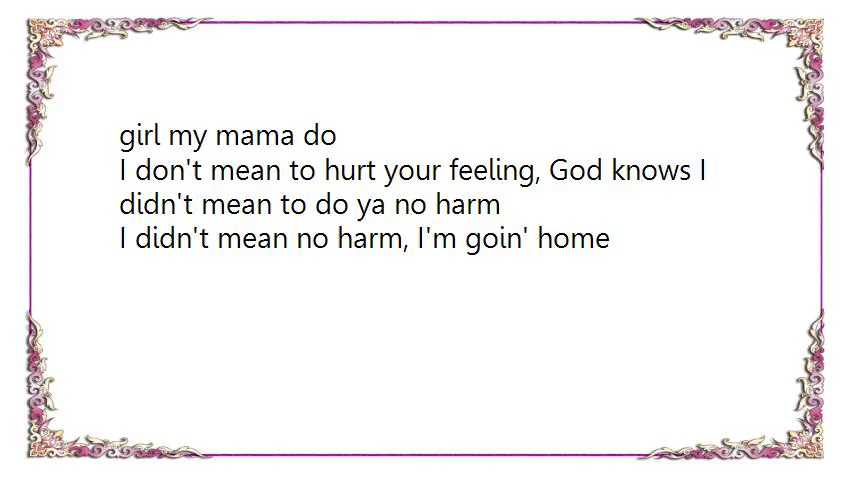 girl my mama do
I don't mean to hurt your feeling, God knows I
didn't mean to do ya no harm
I didn't mean no harm, I'm goin' home